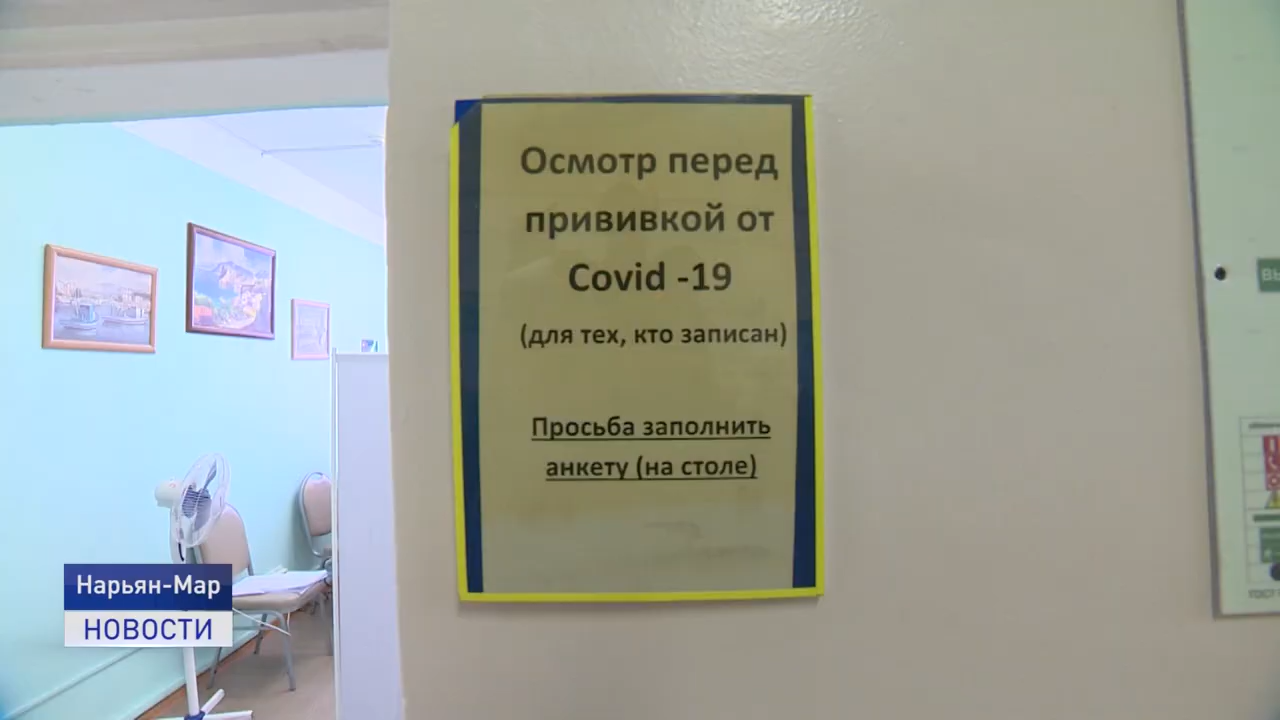 Осмотр перед
прививкой от
Covid -19
(для тех, кто записан)
Просьба заполнить
анкету (на столе)
Нарьян-Мар
НОВОСТИ